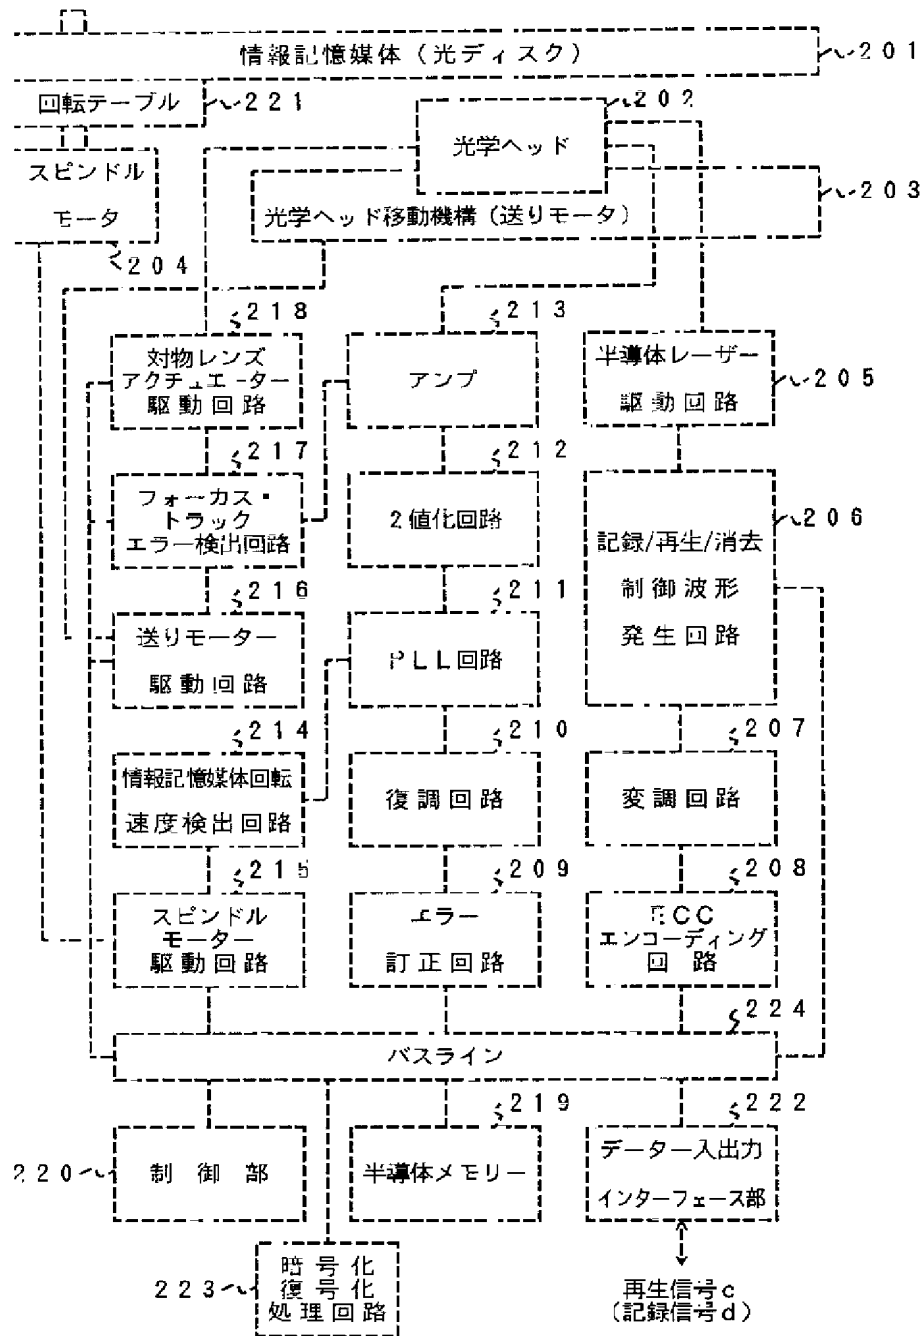 情報記憶媒体（光ディスク）
201
回転テーブル
221
202
光学ヘッド
スピンドル
モータ
204
光学ヘッド移動機構（送りモータ）
203
218
対物レンズ
アクチュエーター
駆動回路
213
アンプ
半導体レーザー
駆動回路
205
217
フォーカス・
トラック
エラー検出回路
212
2値化回路
記録/再生/消去
制御波形
発生回路
206
216
送りモーター
駆動回路
211
PLL回路
214
情報記憶媒体回転
速度検出回路
210
復調回路
207
変調回路
215
スピンドル
モーター
駆動回路
209
エラー
訂正回路
208
ECC
エンコーディング
回路
224
バスライン
220
制御部
219
半導体メモリー
222
データー入出力
インターフェース部
223
暗号化
復号化
処理回路
再生信号c
（記録信号d）